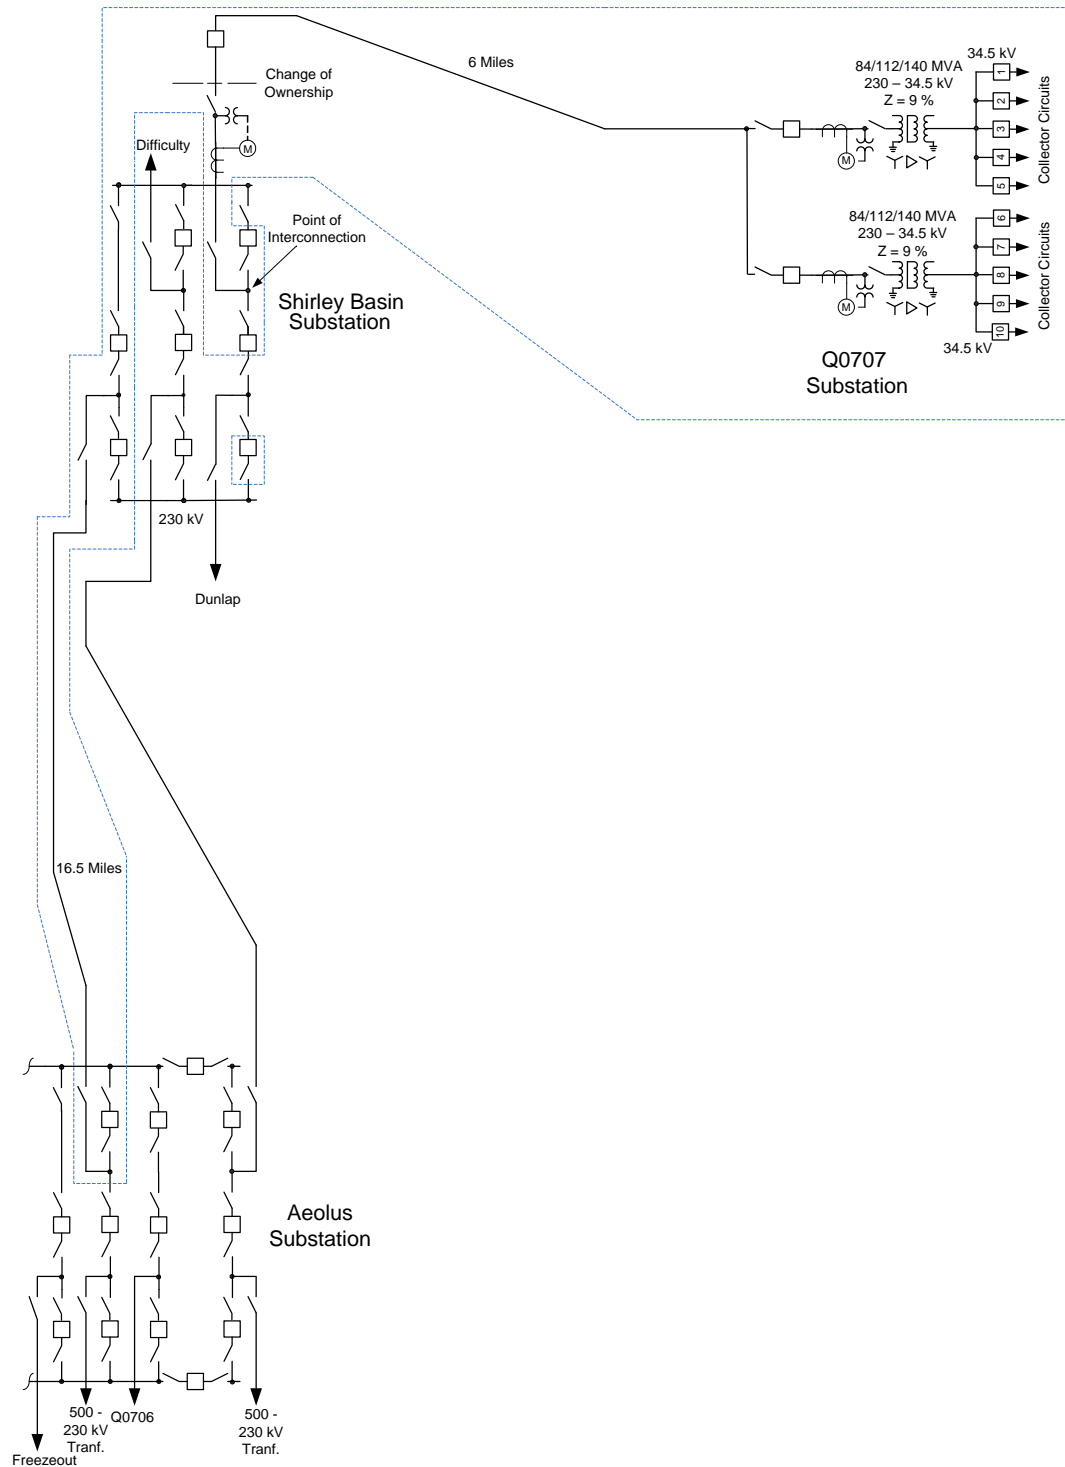 6 Miles
Change of
Ownership
M
Difficulty
Point of
Interconnection
Shirley Basin
Substation
230 kV
Dunlap
34.5 kV
84/112/140 MVA
230 – 34.5 kV
Z = 9 %
M
1
2
3
4
5
Collector Circuits
84/112/140 MVA
230 – 34.5 kV
Z = 9 %
M
6
7
8
9
10
Collector Circuits
34.5 kV
Q0707
Substation
16.5 Miles
Aeolus
Substation
500 -
230 kV
Tranf.
Q0706
500 -
230 kV
Tranf.
Freezeout